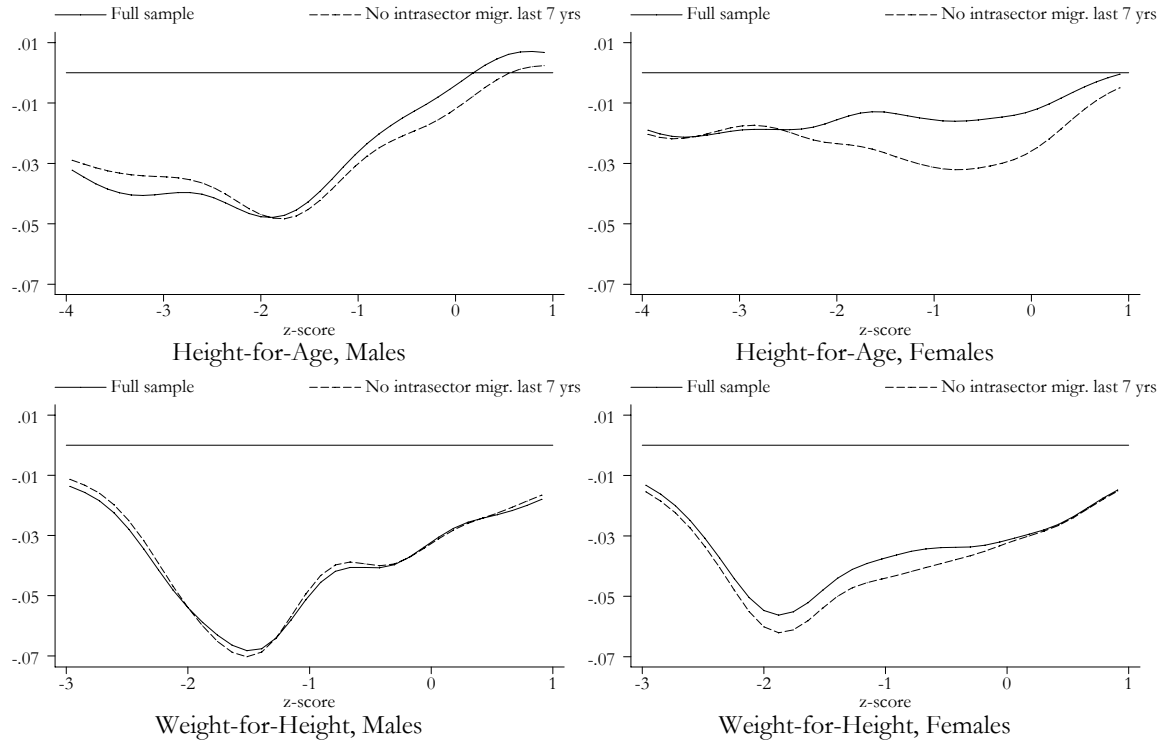 Full sample No intrasector migr. last 7 yrs
.01
-.01
-.03
-.05
-.07
-4 -3 -2 -1 0 1
z-score
Height-for-Age, Males
Full sample No intrasector migr. last 7 yrs
.01
-.01
-.03
-.05
-.07
-4 -3 -2 -1 0 1
z-score
Height-for-Age, Females
Full sample No intrasector migr. last 7 yrs
.01
-.01
-.03
-.05
-.07
-3 -2 -1 0 1
z-score
Weight-for-Height, Males
Full sample No intrasector migr. last 7 yrs
.01
-.01
-.03
-.05
-.07
-3 -2 -1 0 1
z-score
Weight-for-Height, Females